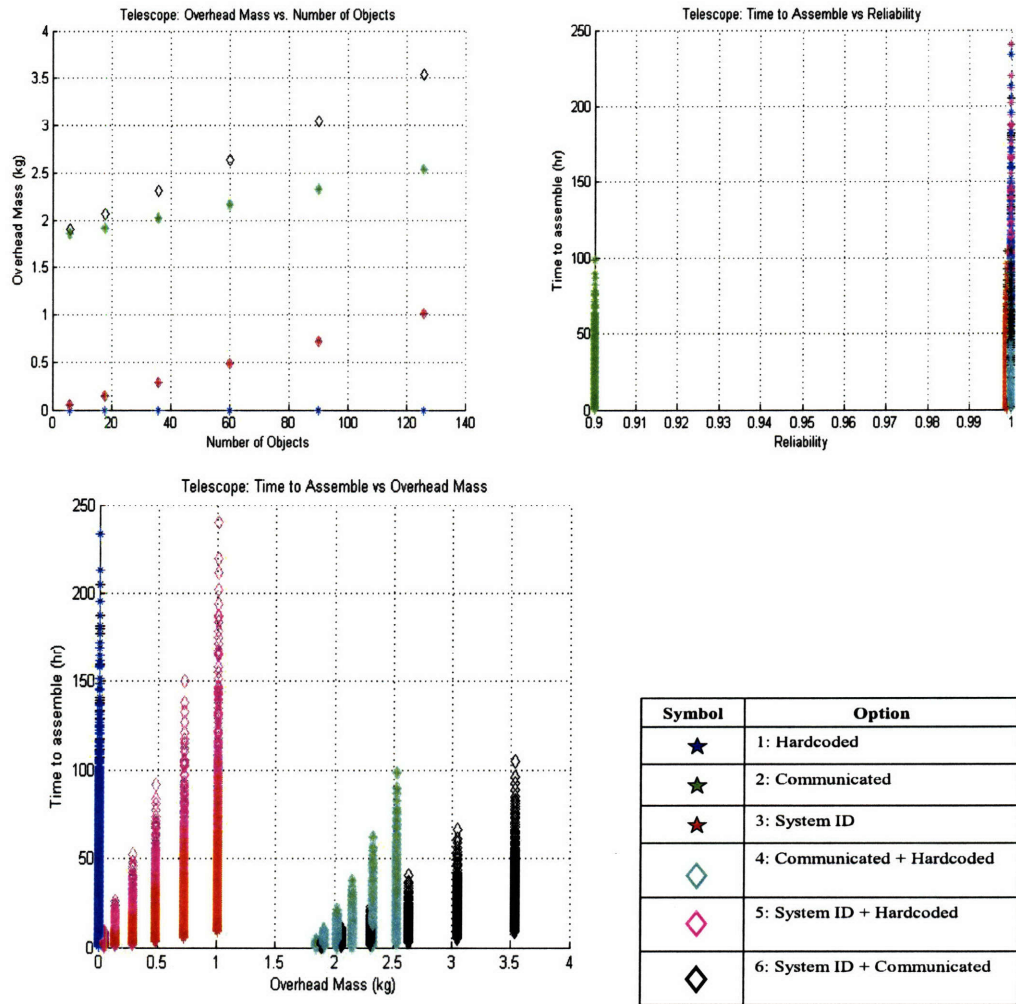 Telescope: Overhead Mass vs. Number of Objects
4
3.5
3
2.5
2
1.5
1
0.5
0
Overhead Mass (kg)
0 20 40 60 80 100 120 140
Number of Objects
Telescope: Time to Assemble vs Reliability
250
200
150
100
50
0
Time to assemble (hr)
0.9 0.91 0.92 0.93 0.94 0.95 0.96 0.97 0.98 0.99 1
Reliability
Telescope: Time to Assemble vs Overhead Mass
250
200
150
100
50
0
Time to assemble (hr)
0 0.5 1 1.5 2 2.5 3 3.5 4
Overhead Mass (kg)
Symbol Option
1: Hardcoded
2: Communicated
3: System ID
4: Communicated + Hardcoded
5: System ID + Hardcoded
6: System ID + Communicated